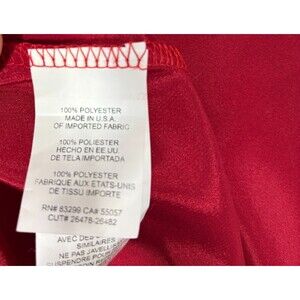 100% POLYESTER
MADE IN U.S.A.
OF IMPORTED FABRIC
100% POLIESTER
HECHO EN EE.UU.
DE TELA IMPORTADA
100% POLYESTER
FABRIQUE AUX ETATS-UNIS
DE TISSU IMPORTE
RN# 83299 CA# 55057
CUT# 26478-26482
AVEC DES
SIMILAIRES
NE PAS JAVELL
SUSPENDRE POUR